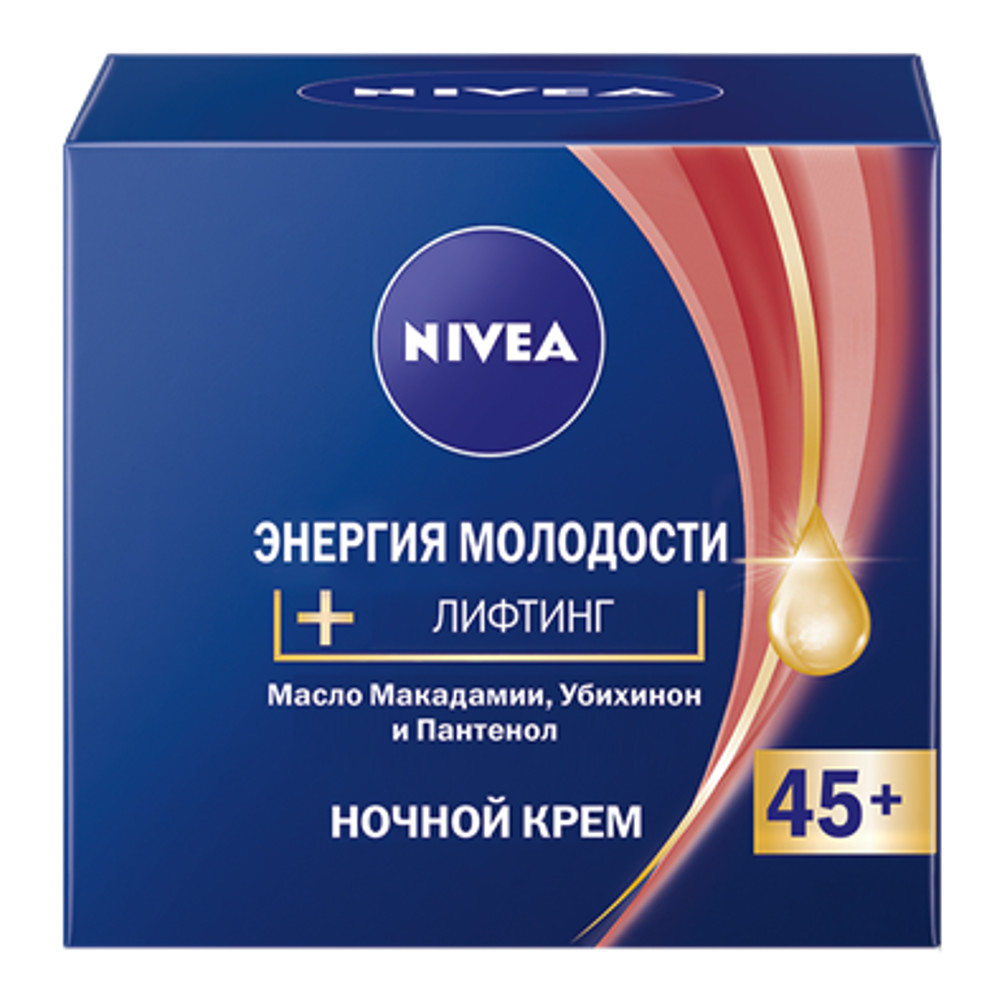 NIVEA
NIVEA
ЭНЕРГИЯ МОЛОДОСТИ
+ ЛИФТИНГ
Масло Макадамии, Убихинон
и Пантенол
НОЧНОЙ КРЕМ
45+